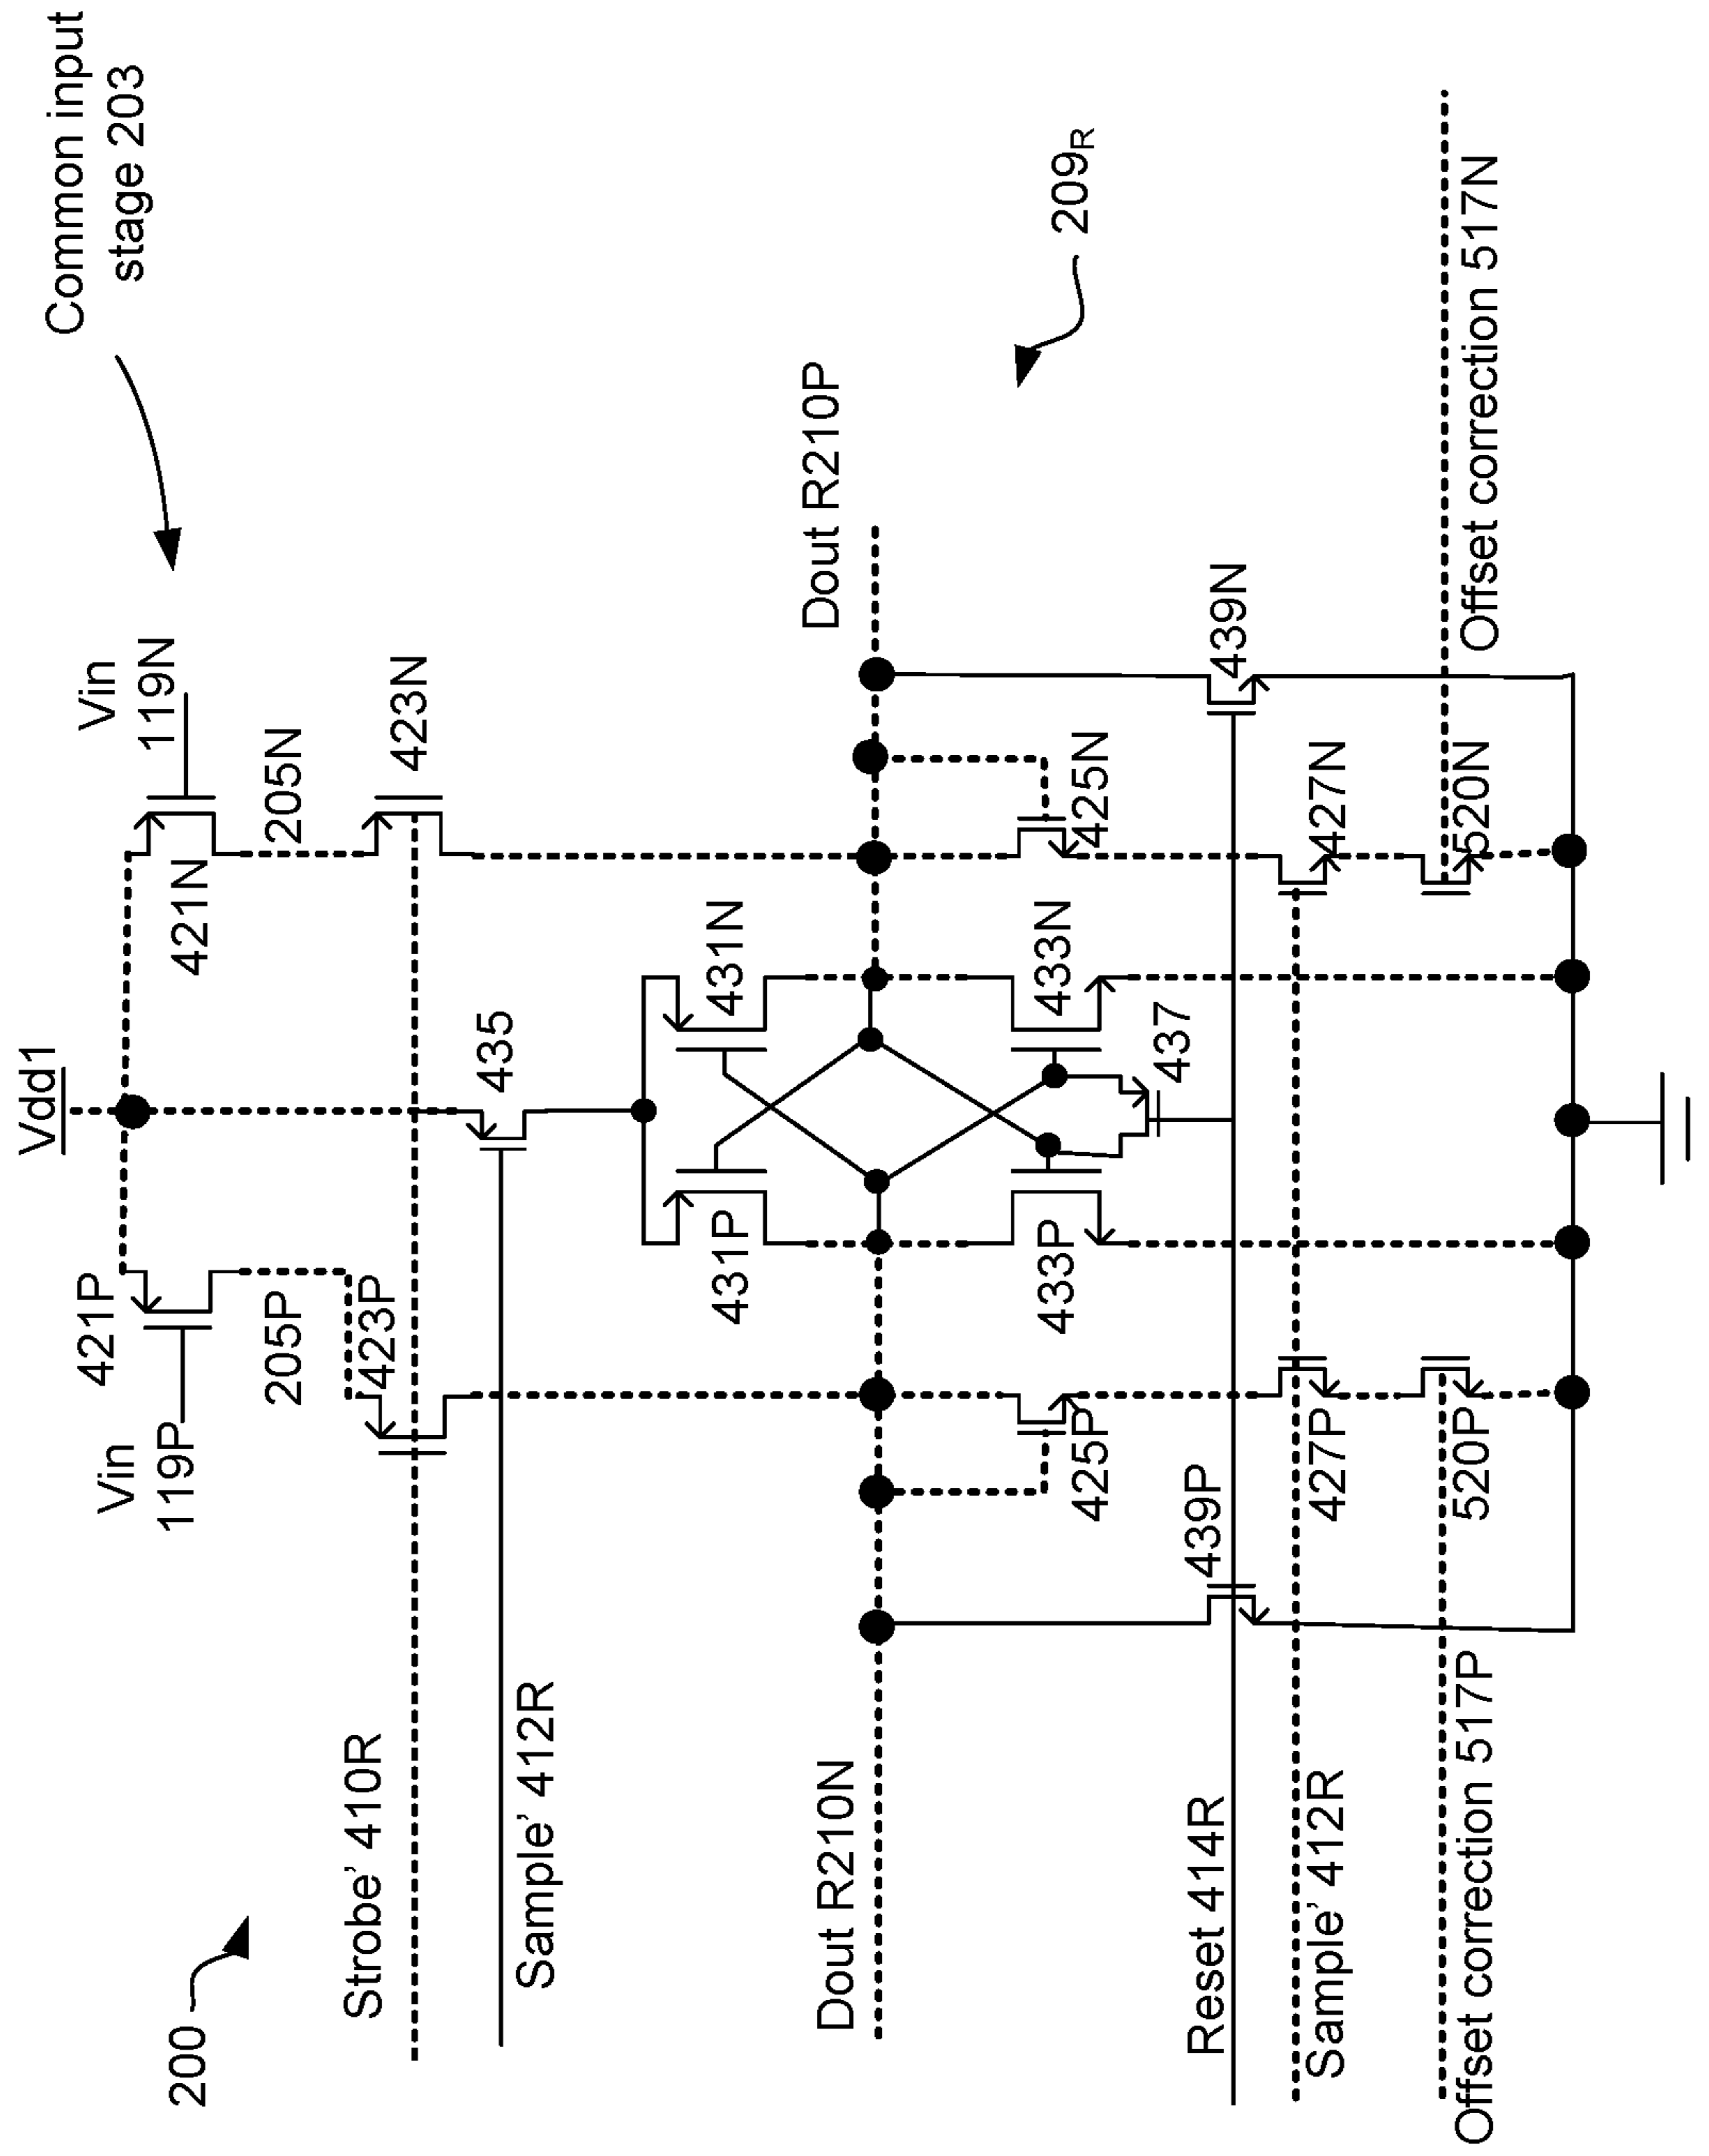 Common input
stage 203
Vdd1
Vin
119N
421N
205N
423N
Vin
119P
421P
205P
423P
200
Strobe' 410R
435
Sample’ 412R
431N
431P
Dout R210P
Dout R210N
209R
425N
433N
433P
425P
437
439N
439P
Reset 414R
427N
427P
Sample’ 412R
520N
520P
Offset correction 517N
Offset correction 517P